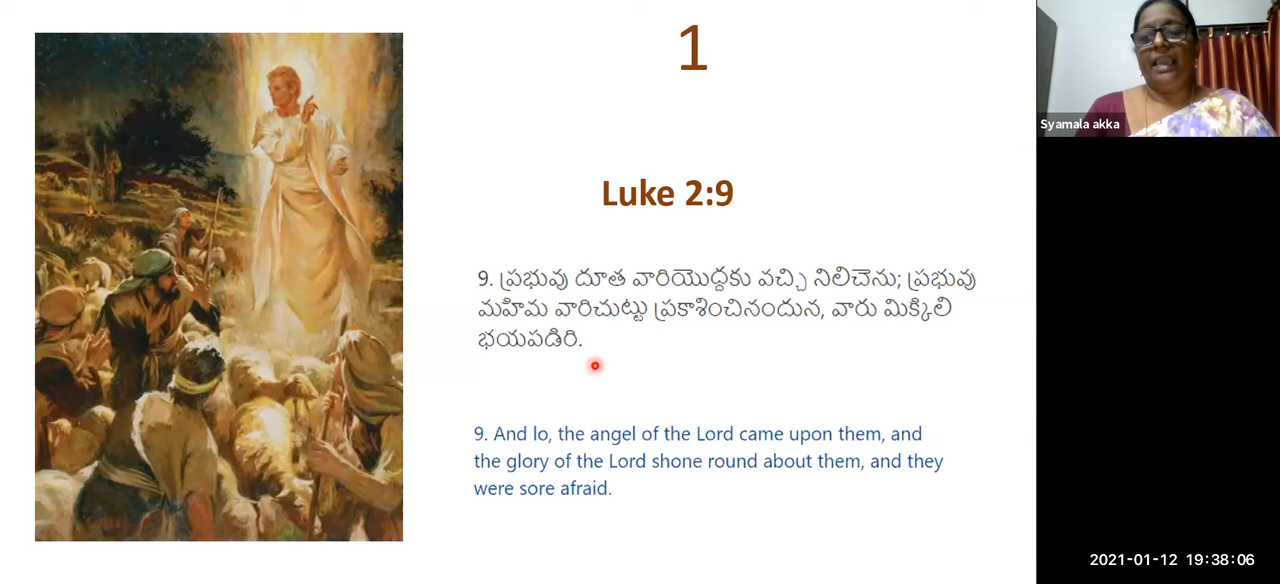 1
Luke 2:9
9. ప్రభువు దూత వారియొద్దకు వచ్చి నిలిచెను; ప్రభువు
మహిమ వారిచుట్టు ప్రకాశించినందున, వారు మిక్కిలి
భయపడిరి.
9. And lo, the angel of the Lord came upon them, and
the glory of the Lord shone round about them, and they
were sore afraid.
Syamala akka
2021-01-12 19:38:06